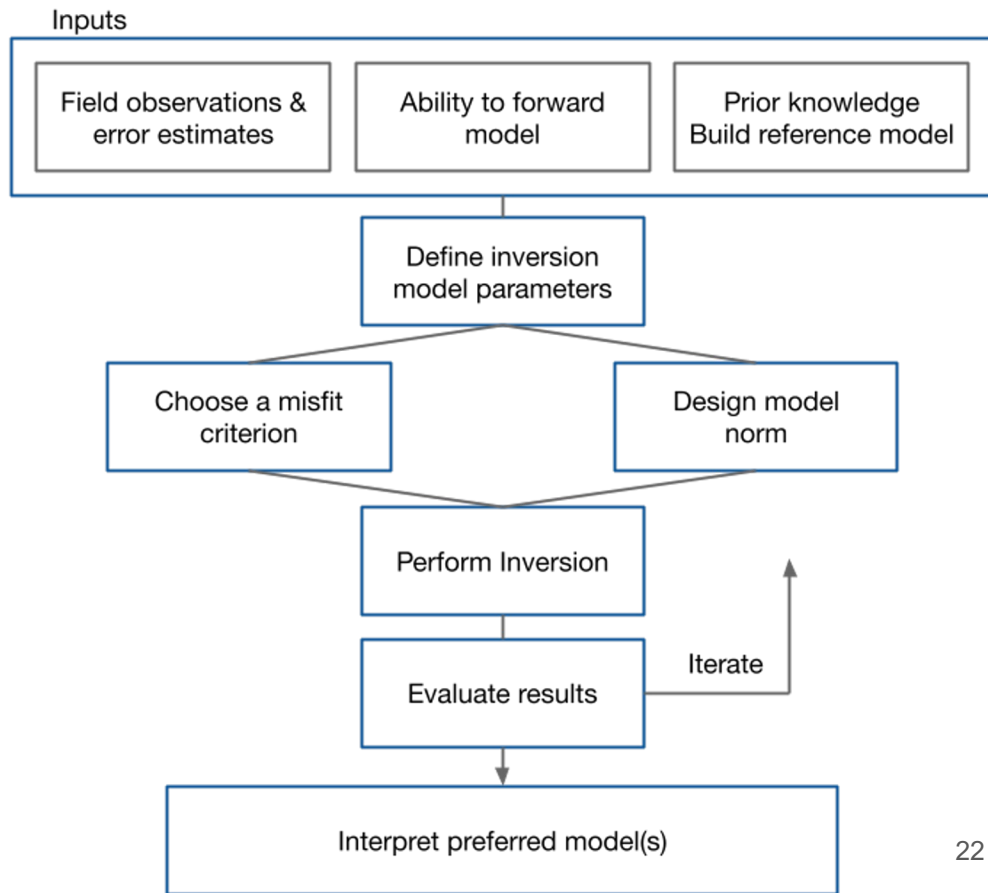 Inputs
Field observations &
error estimates
Ability to forward
model
Prior knowledge
Build reference model
Define inversion
model parameters
Choose a misfit
criterion
Design model
norm
Perform Inversion
Iterate
Evaluate results
Interpret preferred model(s)
22